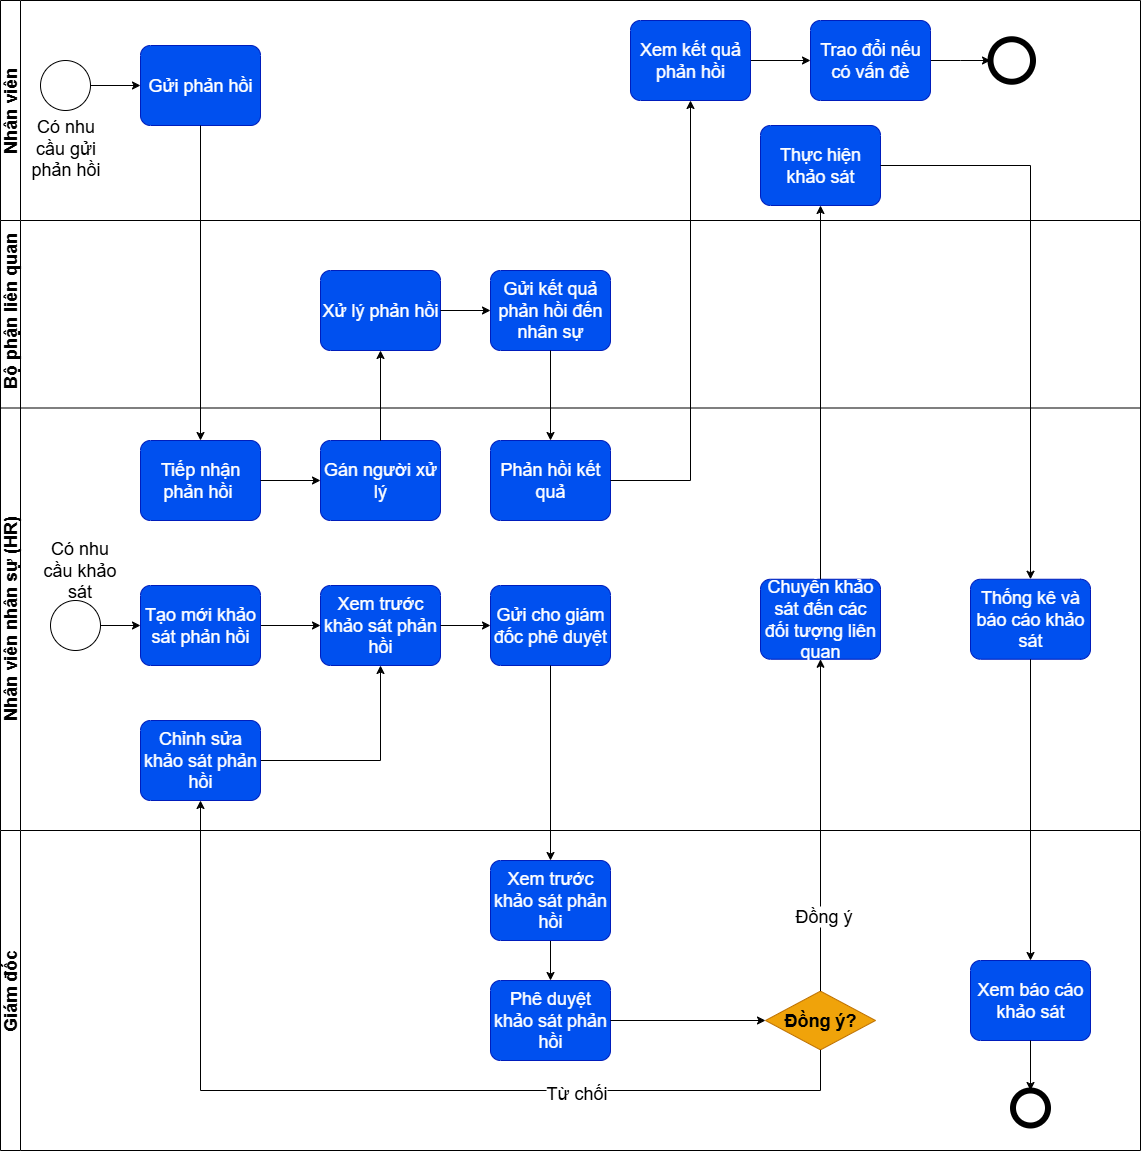 Nhân viên
Có nhu
cầu gửi
phản hồi
Gửi phản hồi
Xem kết quả
phản hồi
Trao đổi nếu
có vấn đề
Thực hiện
khảo sát
Bộ phận liên quan
Xử lý phản hồi
Gửi kết quả
phản hồi đến
nhân sự
Nhân viên nhân sự (HR)
Tiếp nhận
phản hồi
Gán người xử
lý
Phản hồi kết
quả
Có nhu
cầu khảo
sát
Tạo mới khảo
sát phản hồi
Xem trước
khảo sát phản
hồi
Gửi cho giám
đốc phê duyệt
Chuyển khảo
sát đến các
đối tượng liên
quan
Thống kê và
báo cáo khảo
sát
Chỉnh sửa
khảo sát phản
hồi
Giám đốc
Xem trước
khảo sát phản
hồi
Đồng ý
Phê duyệt
khảo sát phản
hồi
Đồng ý?
Xem báo cáo
khảo sát
Từ chối